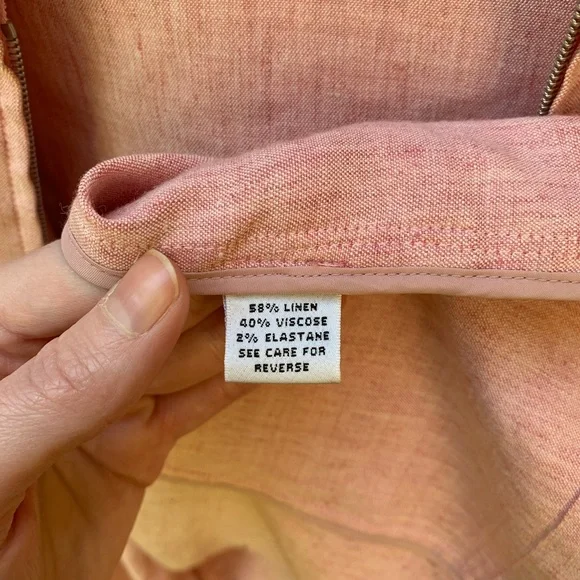 58% LINEN
40% VISCOSE
2% ELASTANE
SEE CARE FOR
REVERSE